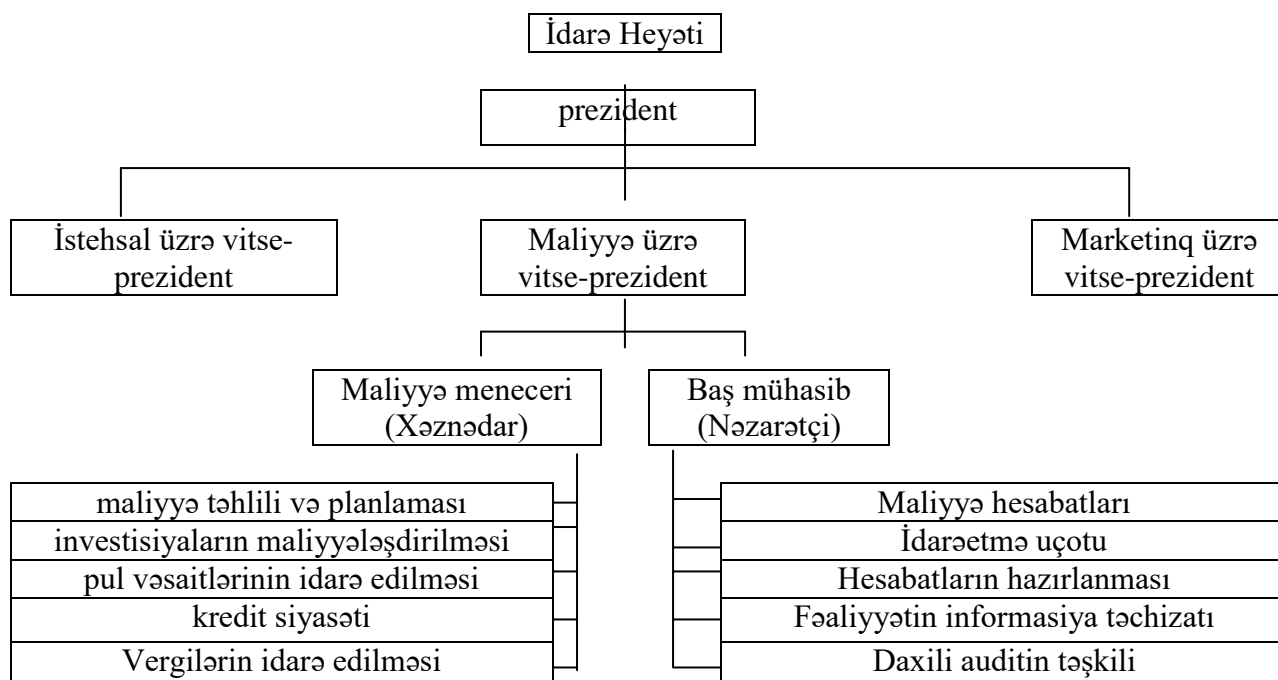 İdarə Heyəti
prezident
İstehsal üzrə vitse-
prezident
Maliyyə üzrə
vitse-prezident
Marketinq üzrə
vitse-prezident
Maliyyə meneceri
(Xəznədar)
Baş mühasib
(Nəzarətçi)
maliyyə təhlili və planlaması
investisiyaların maliyyələşdirilməsi
pul vəsaitlərinin idarə edilməsi
kredit siyasəti
Vergilərin idarə edilməsi
Maliyyə hesabatları
İdarəetmə uçotu
Hesabatların hazırlanması
Fəaliyyətin informasiya təchizatı
Daxili auditin təşkili